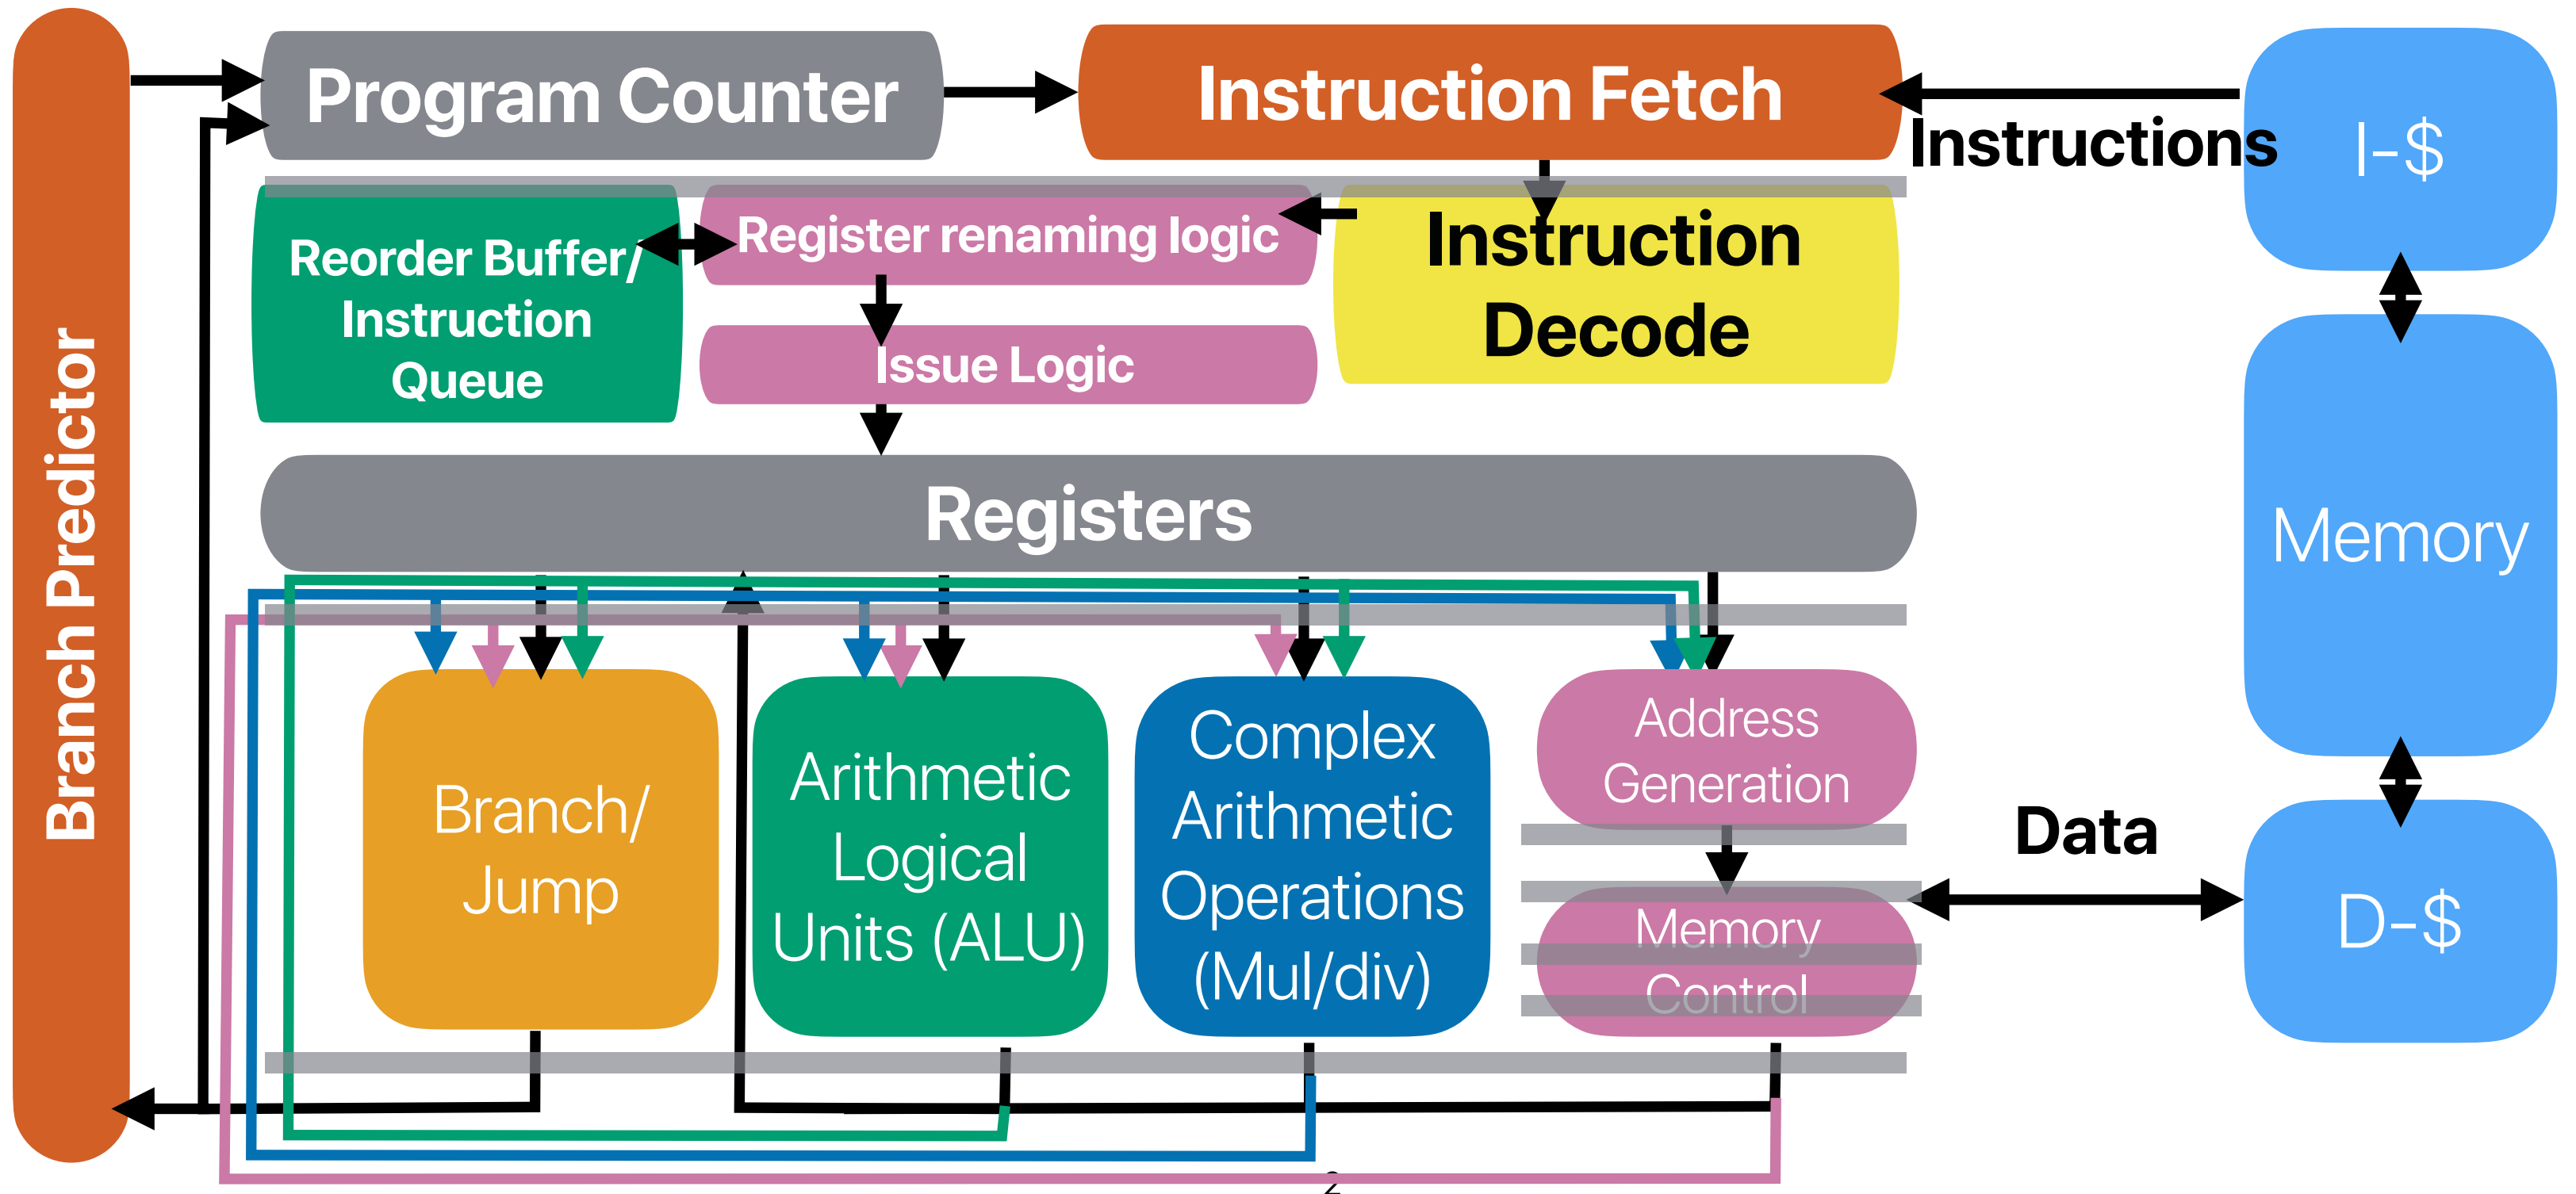 Branch Predictor
Program Counter
Instruction Fetch
Instructions
I-$
Reorder Buffer/
Instruction
Queue
Register renaming logic
Issue Logic
Instruction
Decode
Registers
Memory
Branch/
Jump
Arithmetic
Logical
Units (ALU)
Complex
Arithmetic
Operations
(Mul/div)
Address
Generation
Memory
Control
Data
D-$